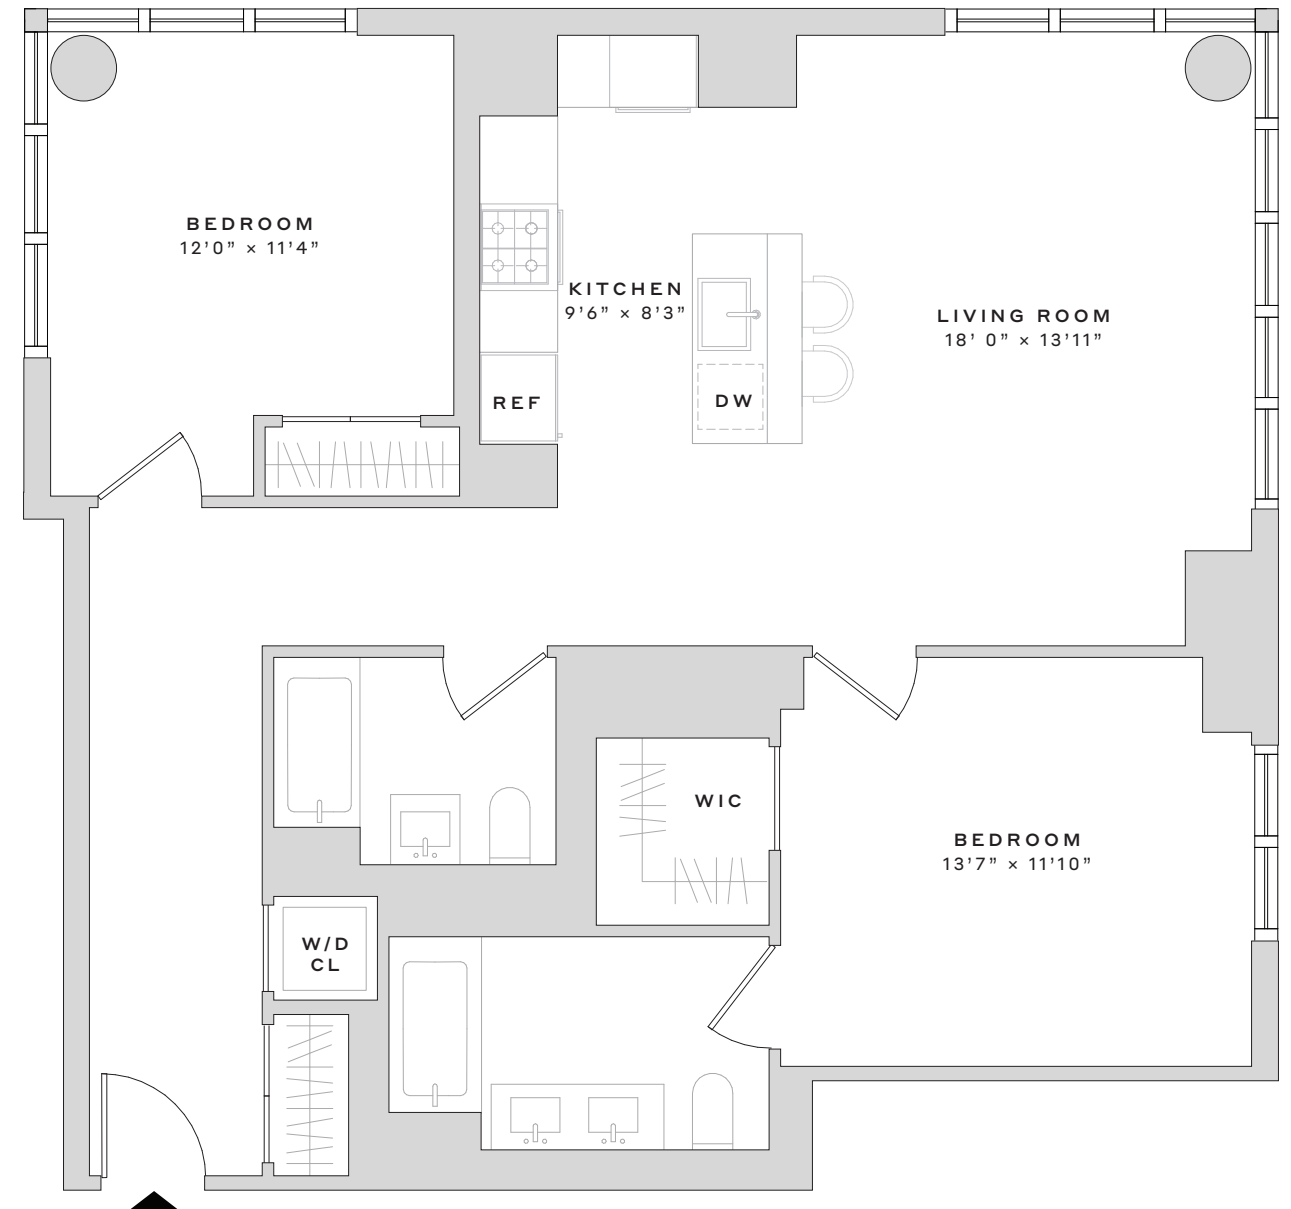 BEDROOM
12’0” × 11’4”
KITCHEN
9’6” × 8’3”
LIVING ROOM
18’ 0” × 13’11”
REF
DW
WIC
BEDROOM
13’7” × 11’10”
W/D
CL